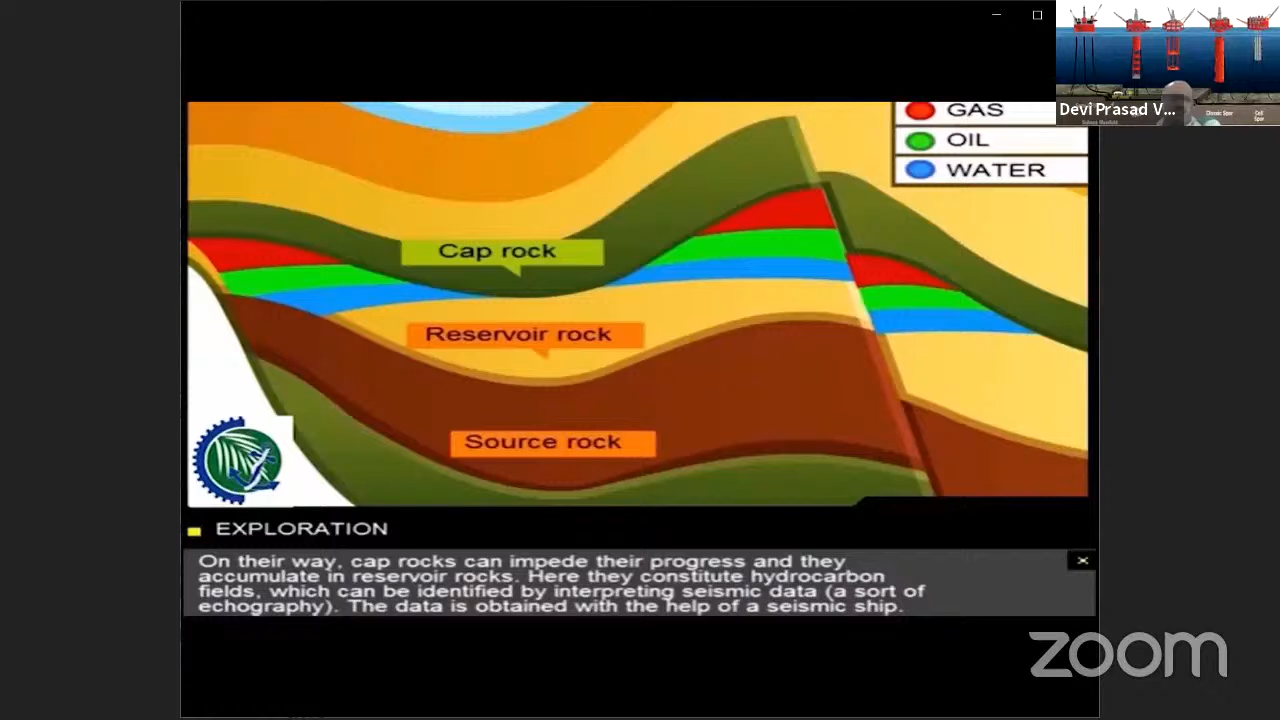 GAS
OIL
WATER
Devi Prasad V...
Cap rock
Reservoir rock
Source rock
EXPLORATION
On their way, cap rocks can impede their progress and they
accumulate in reservoir rocks. Here they constitute hydrocarbon
fields, which can be identified by interpreting seismic data (a sort of
echography). The data is obtained with the help of a seismic ship.
zoom